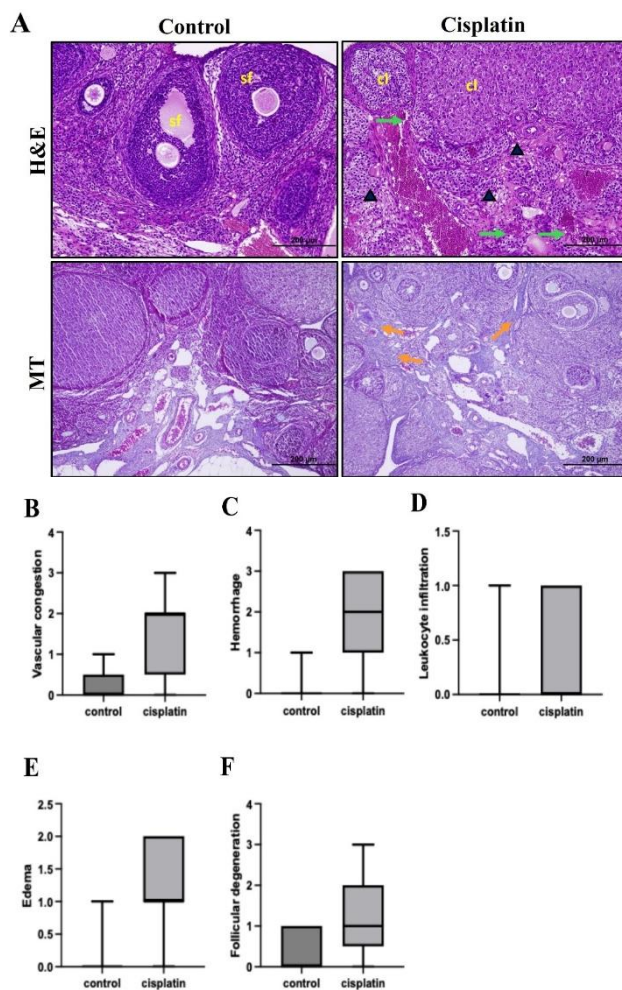 A
Control Cisplatin
H&E
sf sf
cl cl
200 µm 200 µm
MT
200 µm 200 µm
B C D
Vascular congestion
4
3
2
1
0
control cisplatin
Hemorrhage
4
3
2
1
0
control cisplatin
Leukocyte infiltration
1.5
1.0
0.5
0.0
control cisplatin
E F
Edema
2.5
2.0
1.5
1.0
0.5
0.0
control cisplatin
Follicular degeneration
4
3
2
1
0
control cisplatin